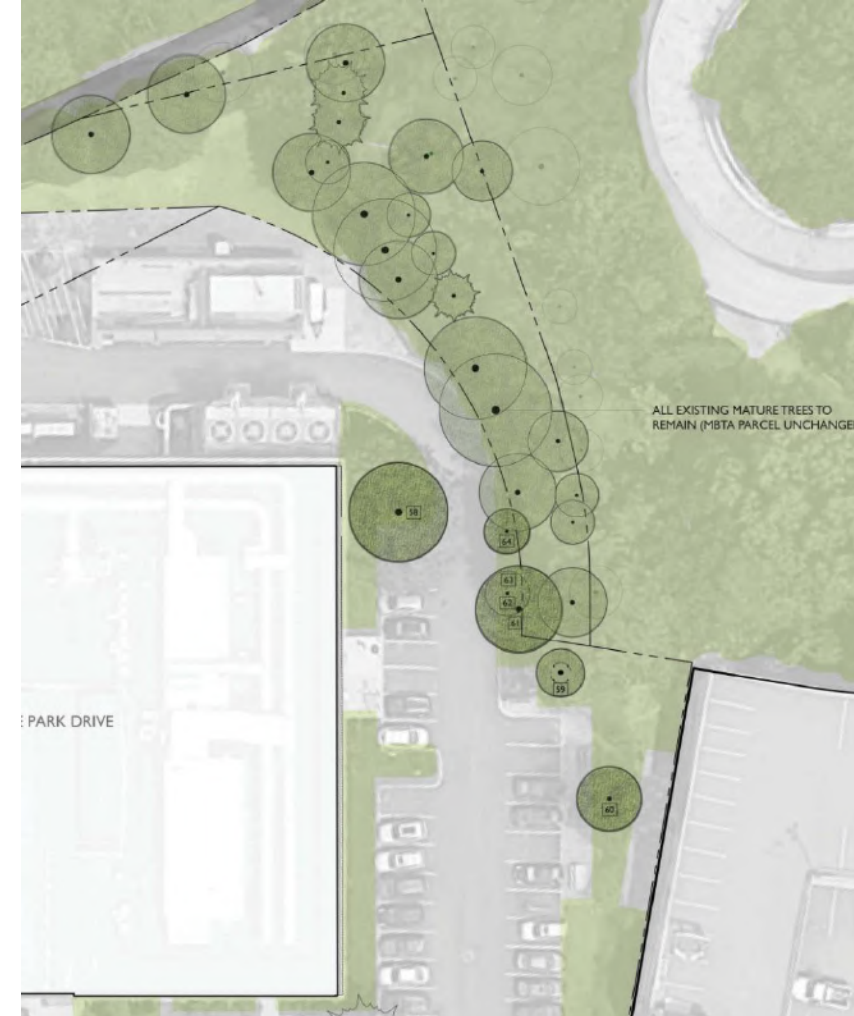 ALL EXISTING MATURE TREES TO
REMAIN (MBTA PARCEL UNCHANGE
58
64
63
62
61
59
E PARK DRIVE
60